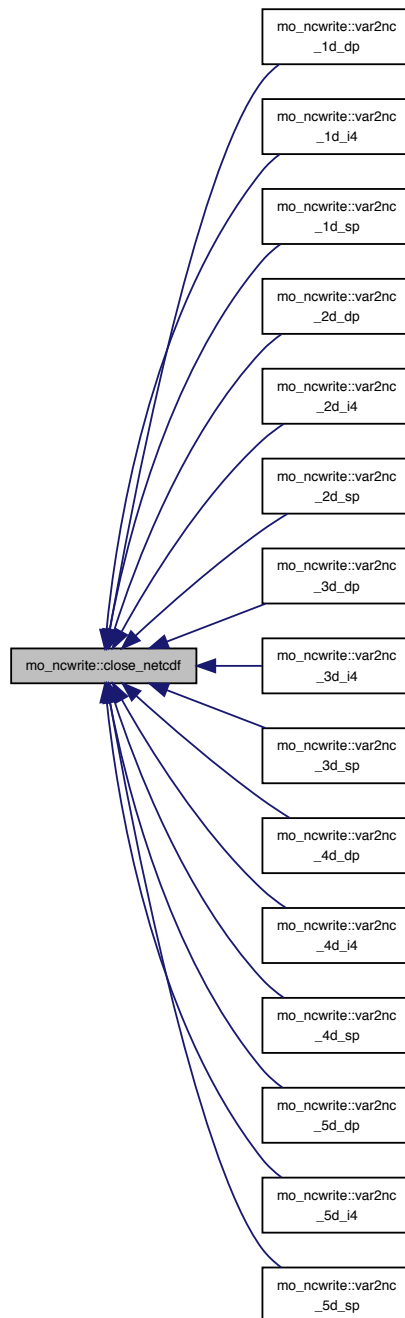 mo_ncwrite::var2nc
_1d_dp
mo_ncwrite::var2nc
_1d_i4
mo_ncwrite::var2nc
_1d_sp
mo_ncwrite::var2nc
_2d_dp
mo_ncwrite::var2nc
_2d_i4
mo_ncwrite::var2nc
_2d_sp
mo_ncwrite::var2nc
_3d_dp
mo_ncwrite::close_netcdf
mo_ncwrite::var2nc
_3d_i4
mo_ncwrite::var2nc
_3d_sp
mo_ncwrite::var2nc
_4d_dp
mo_ncwrite::var2nc
_4d_i4
mo_ncwrite::var2nc
_4d_sp
mo_ncwrite::var2nc
_5d_dp
mo_ncwrite::var2nc
_5d_i4
mo_ncwrite::var2nc
_5d_sp